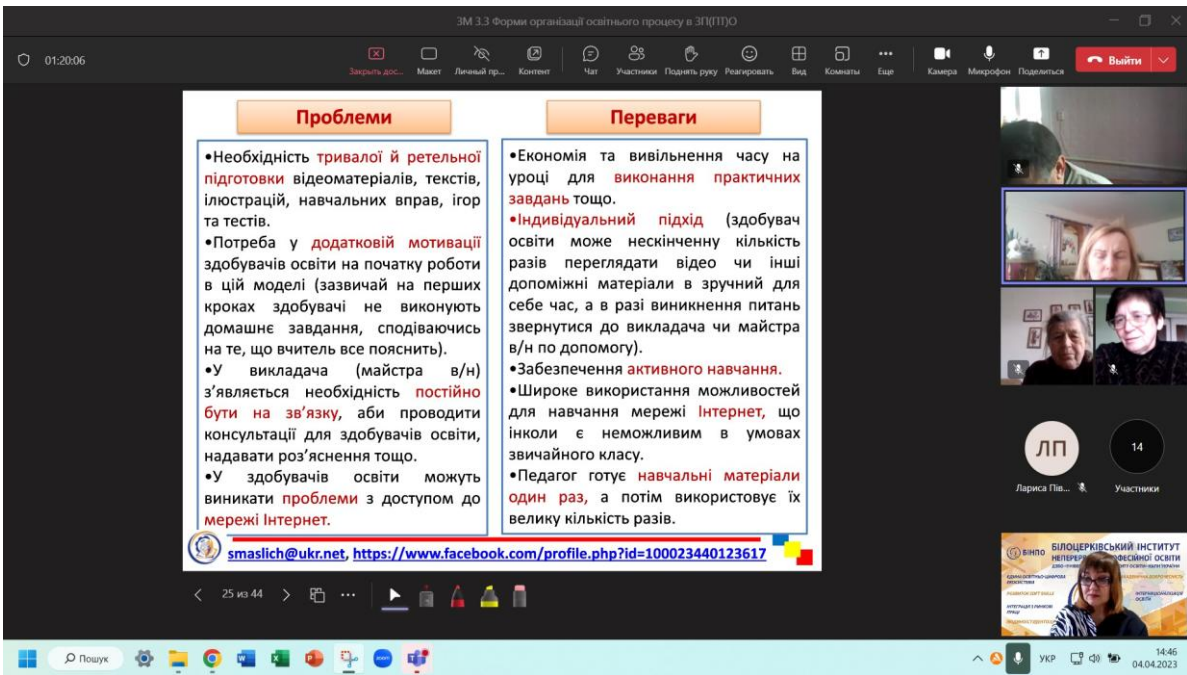 ЗМ 3.3 Форми організації освітнього процесу в ЗП(ПТ)О
01:20:06
Закрыть дос...
Макет
Личный пр...
Контент
Чат
Участники
Поднять руку
Реагировать
Вид
Комнаты
Еще
Камера
Микрофон
Поделиться
Выйти
Проблеми
•Необхідність тривалої й ретельної
підготовки відеоматеріалів, текстів,
ілюстрацій, навчальних вправ, ігор
та тестів.
•Потреба у додатковій мотивації
здобувачів освіти на початку роботи
в цій моделі (зазвичай на перших
кроках здобувачі не виконують
домашнє завдання, сподіваючись
на те, що вчитель все пояснить).
•У викладача (майстра в/н)
з’являється необхідність постійно
бути на зв’язку, аби проводити
консультації для здобувачів освіти,
надавати роз’яснення тощо.
•У здобувачів освіти можуть
виникати проблеми з доступом до
мережі Інтернет.
Переваги
•Економія та вивільнення часу на
уроці для виконання практичних
завдань тощо.
•Індивідуальний підхід (здобувач
освіти може нескінченну кількість
разів переглядати відео чи інші
допоміжні матеріали в зручний для
себе час, а в разі виникнення питань
звернутися до викладача чи майстра
в/н по допомогу).
•Забезпечення активного навчання.
•Широке використання можливостей
для навчання мережі Інтернет, що
інколи є неможливим в умовах
звичайного класу.
•Педагог готує навчальні матеріали
один раз, а потім використовує їх
велику кількість разів.
smaslich@ukr.net, https://www.facebook.com/profile.php?id=100023440123617
25 из 44
ЛП
Лариса Пів...
14
Участники
БІНПО
БІЛОЦЕРКІВСЬКИЙ ІНСТИТУТ
ОСВІТИ
Пошук
УКР
14:46
04.04.2023